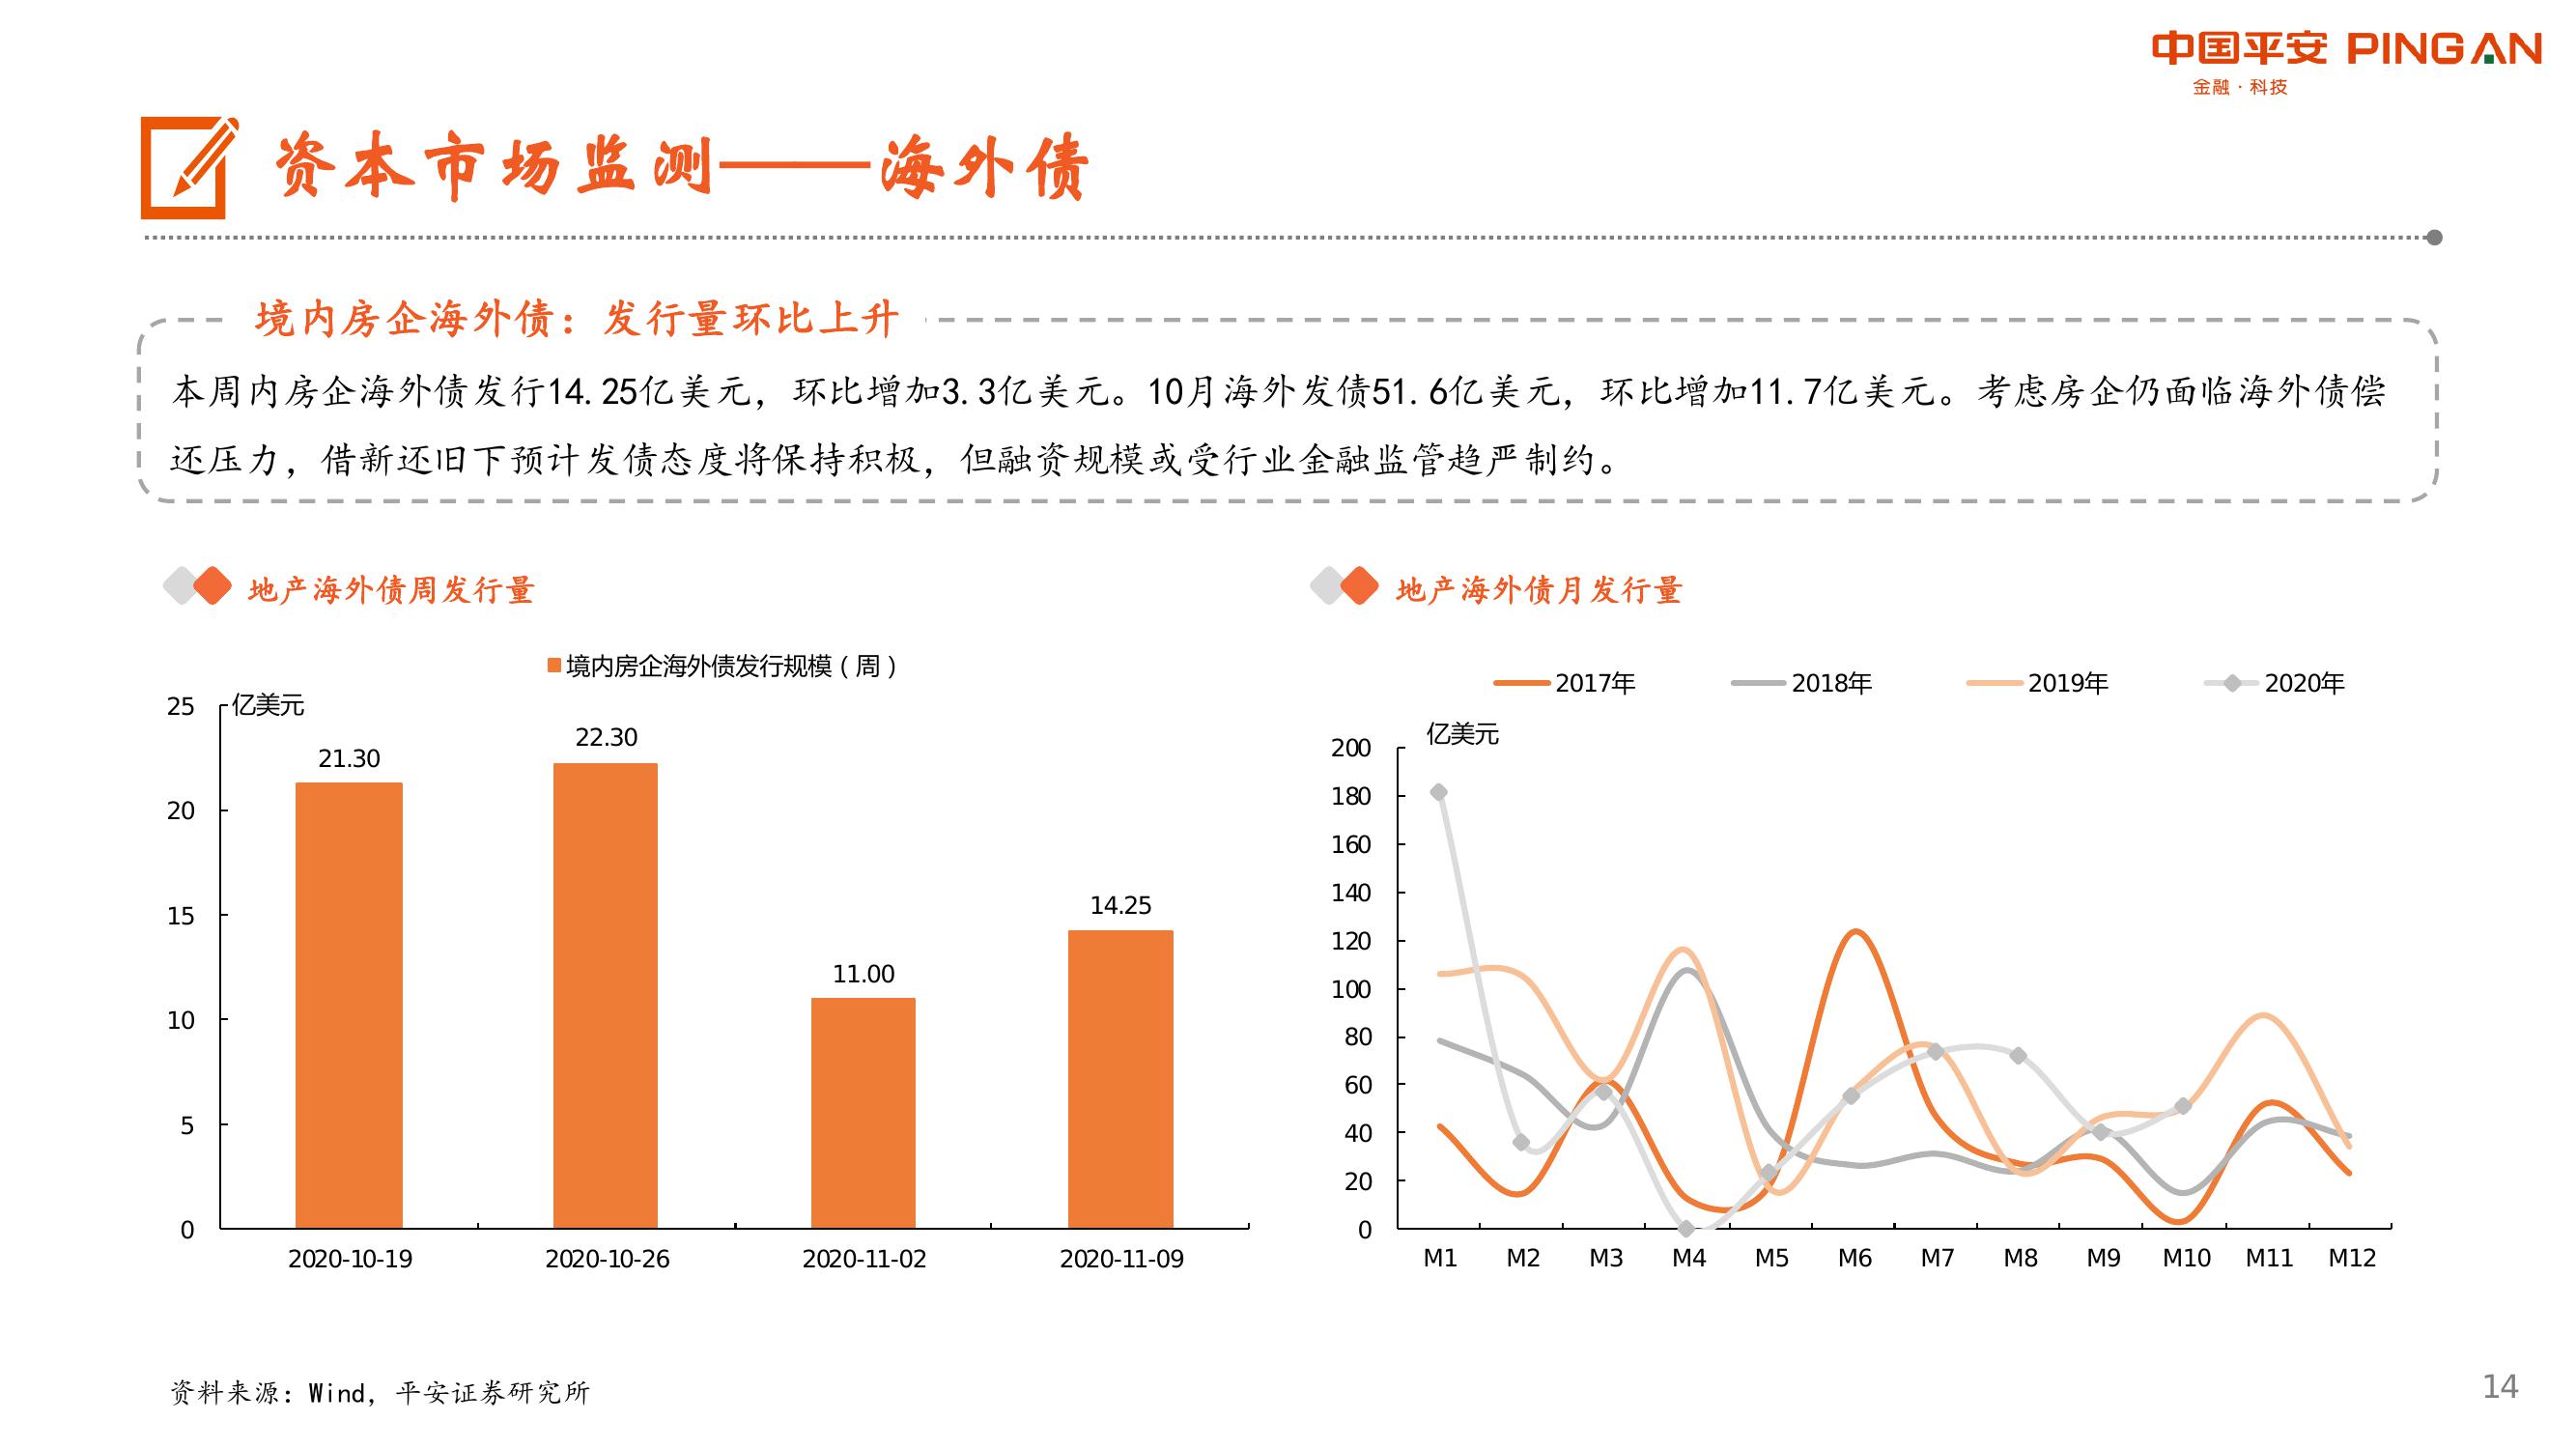 中国平安 PINGAN
金融·科技
资本市场监测——海外债
境内房企海外债：发行量环比上升
本周内房企海外债发行14.25亿美元，环比增加3.3亿美元。10月海外发债51.6亿美元，环比增加11.7亿美元。考虑房企仍面临海外债偿
还压力，借新还旧下预计发债态度将保持积极，但融资规模或受行业金融监管趋严制约。
地产海外债周发行量
境内房企海外债发行规模（周）
亿美元
25
20
15
10
5
0
21.30
22.30
11.00
14.25
2020-10-19 2020-10-26 2020-11-02 2020-11-09
地产海外债月发行量
2017年 2018年 2019年 2020年
亿美元
200
180
160
140
120
100
80
60
40
20
0
M1 M2 M3 M4 M5 M6 M7 M8 M9 M10 M11 M12
资料来源：Wind，平安证券研究所
14